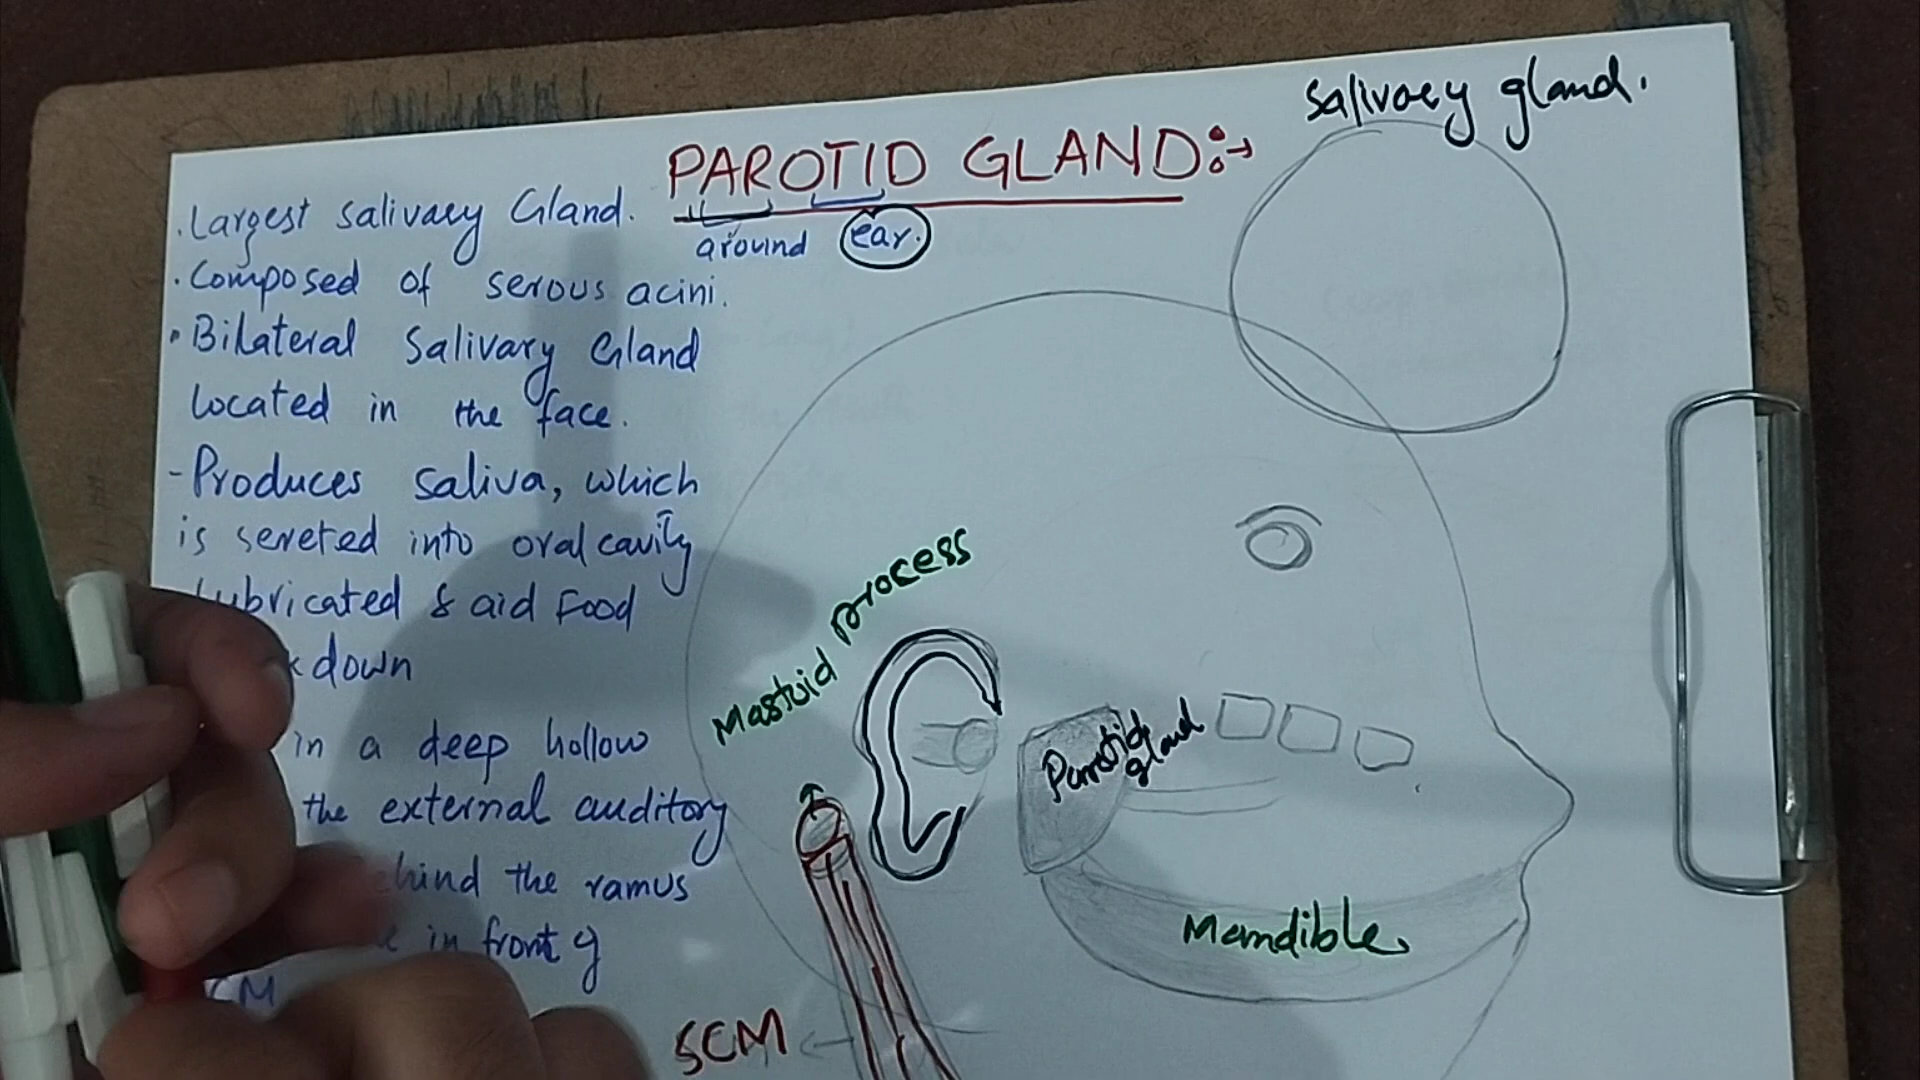 Salivary gland.
PAROTID GLAND:→
around ear.
. Largest salivary Gland.
. Composed of serous acini.
• Bilateral Salivary Gland
located in the face.
- Produces saliva, which
is sereted into oral cavity
Lubricated & aid Food
down
in a deep hollow
the external auditory
the ramus
in front of
Mastoid process
Parotid
gland
Mandible
SCM